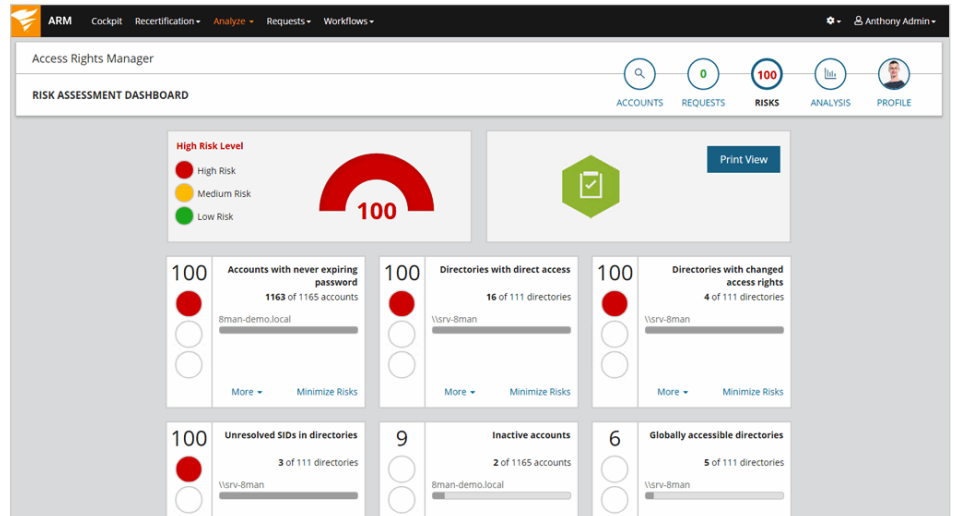 ARM Cockpit Recertification Analyze Requests Workflows Anthony Admin
Access Rights Manager
0
100
RISK ASSESSMENT DASHBOARD
ACCOUNTS REQUESTS RISKS ANALYSIS PROFILE
High Risk Level
High Risk
Medium Risk
Low Risk
100
Print View
100
Accounts with never expiring
password
1163 of 1165 accounts
8man-demo.local
More
Minimize Risks
100
Directories with direct access
16 of 111 directories
\\srv-8man
More
Minimize Risks
100
Directories with changed
access rights
4 of 111 directories
\\srv-8man
More
Minimize Risks
100
Unresolved SIDs in directories
3 of 111 directories
\\srv-8man
9
Inactive accounts
2 of 1165 accounts
8man-demo.local
6
Globally accessible directories
5 of 111 directories
\\srv-8man